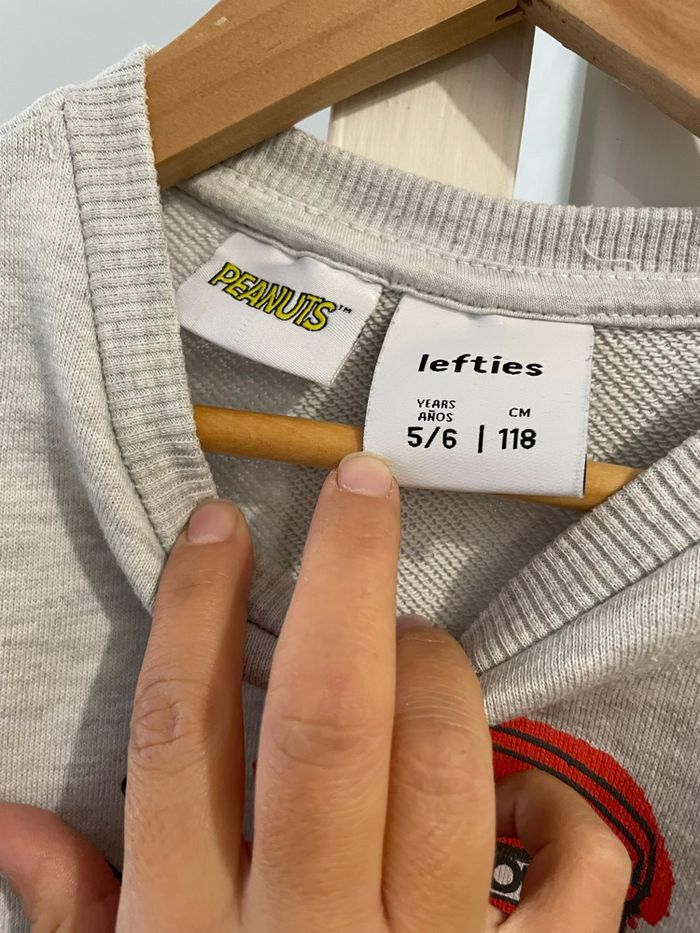 PEANUTS™
lefties
YEARS
AÑOS
CM
5/6 | 118